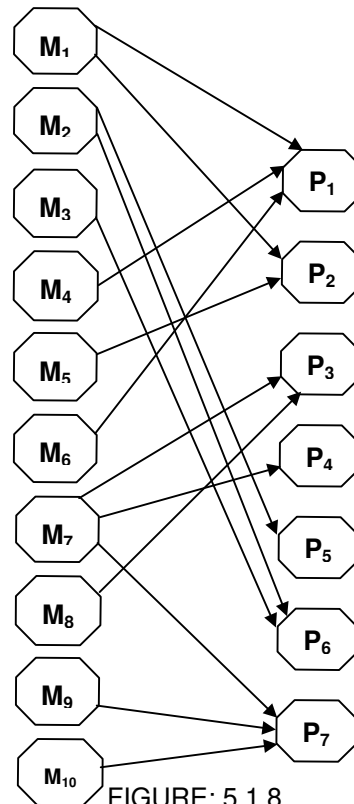 M₁
M₂
M₃
M₄
M₅
M₆
M₇
M₈
M₉
M₁₀
P₁
P₂
P₃
P₄
P₅
P₆
P₇
FIGURE: 5.1.8